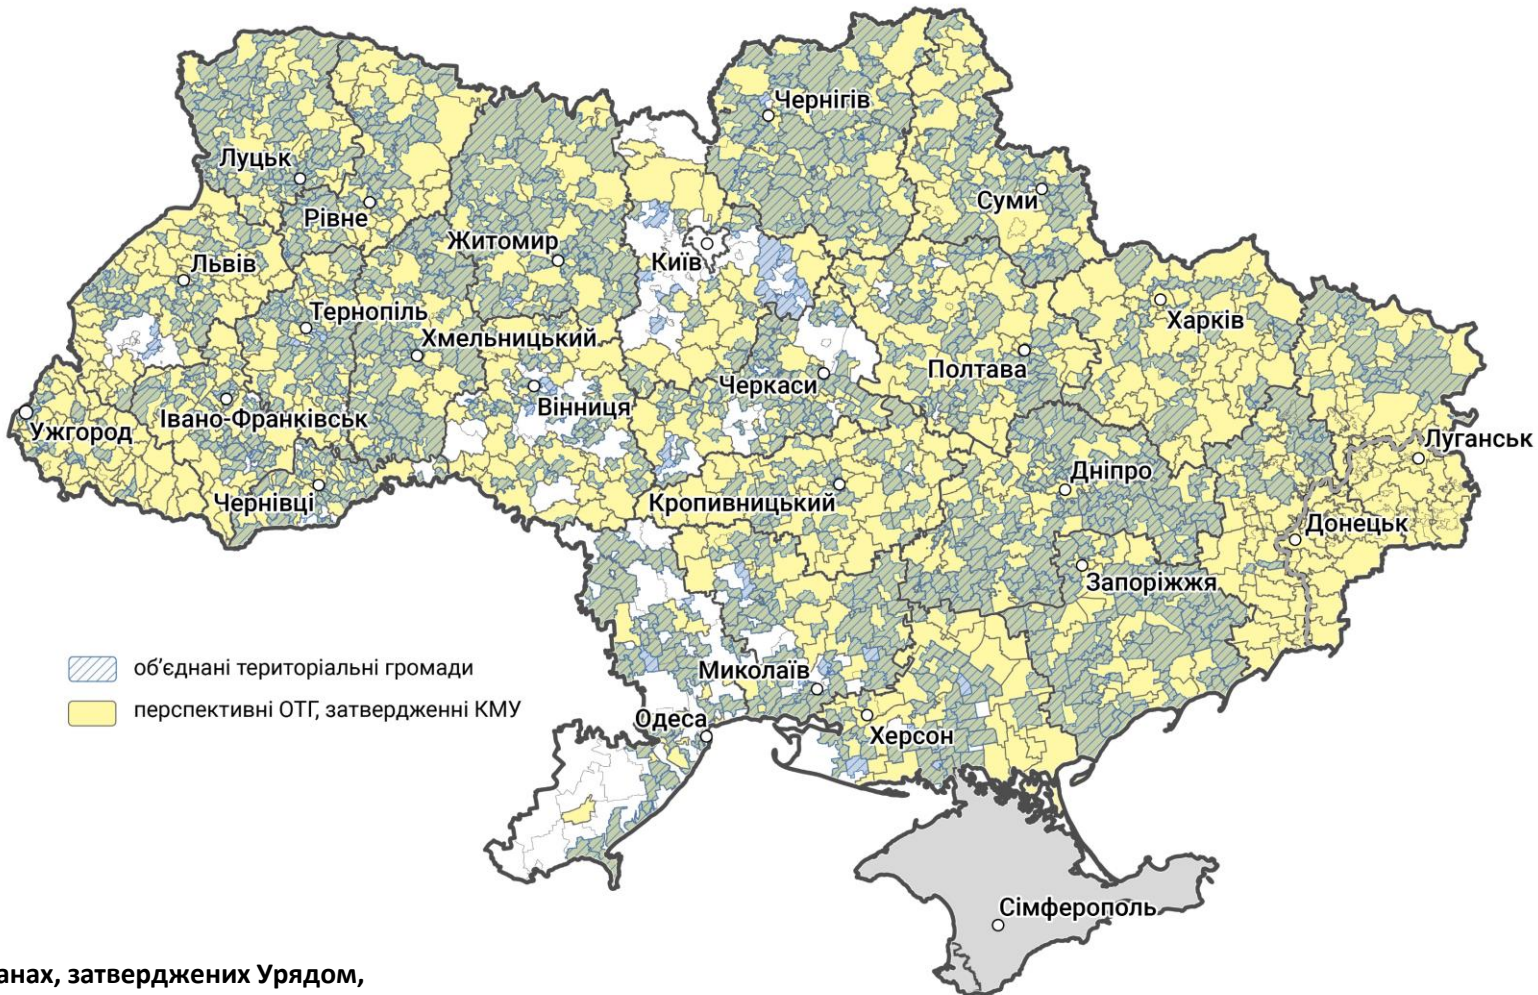 Чернігів
Луцьк
Суми
Рівне
Житомир
Київ
Львів
Тернопіль
Харків
Хмельницький
Полтава
Черкаси
Вінниця
Івано-Франківськ
Ужгород
Луганськ
Дніпро
Чернівці
Кропивницький
Донецьк
Запоріжжя
об’єднані територіальні громади
Миколаїв
перспективні ОТГ, затвердженні КМУ
Одеса
Херсон
Сімферополь
анах, затверджених Урядом,